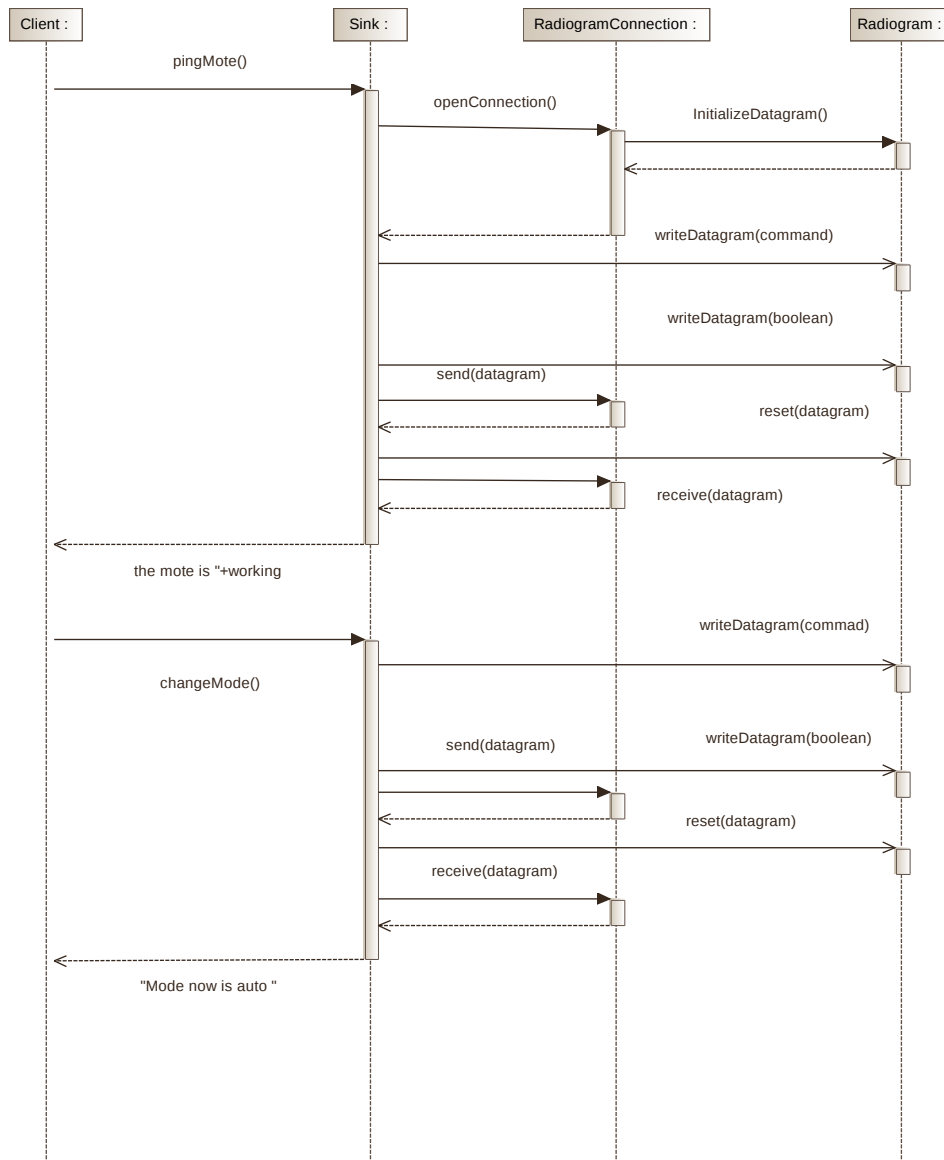 Client :
Sink :
RadiogramConnection :
Radiogram :
pingMote()
openConnection()
InitializeDatagram()
writeDatagram(command)
writeDatagram(boolean)
send(datagram)
reset(datagram)
receive(datagram)
the mote is "+working
writeDatagram(commad)
changeMode()
writeDatagram(boolean)
send(datagram)
reset(datagram)
receive(datagram)
"Mode now is auto "